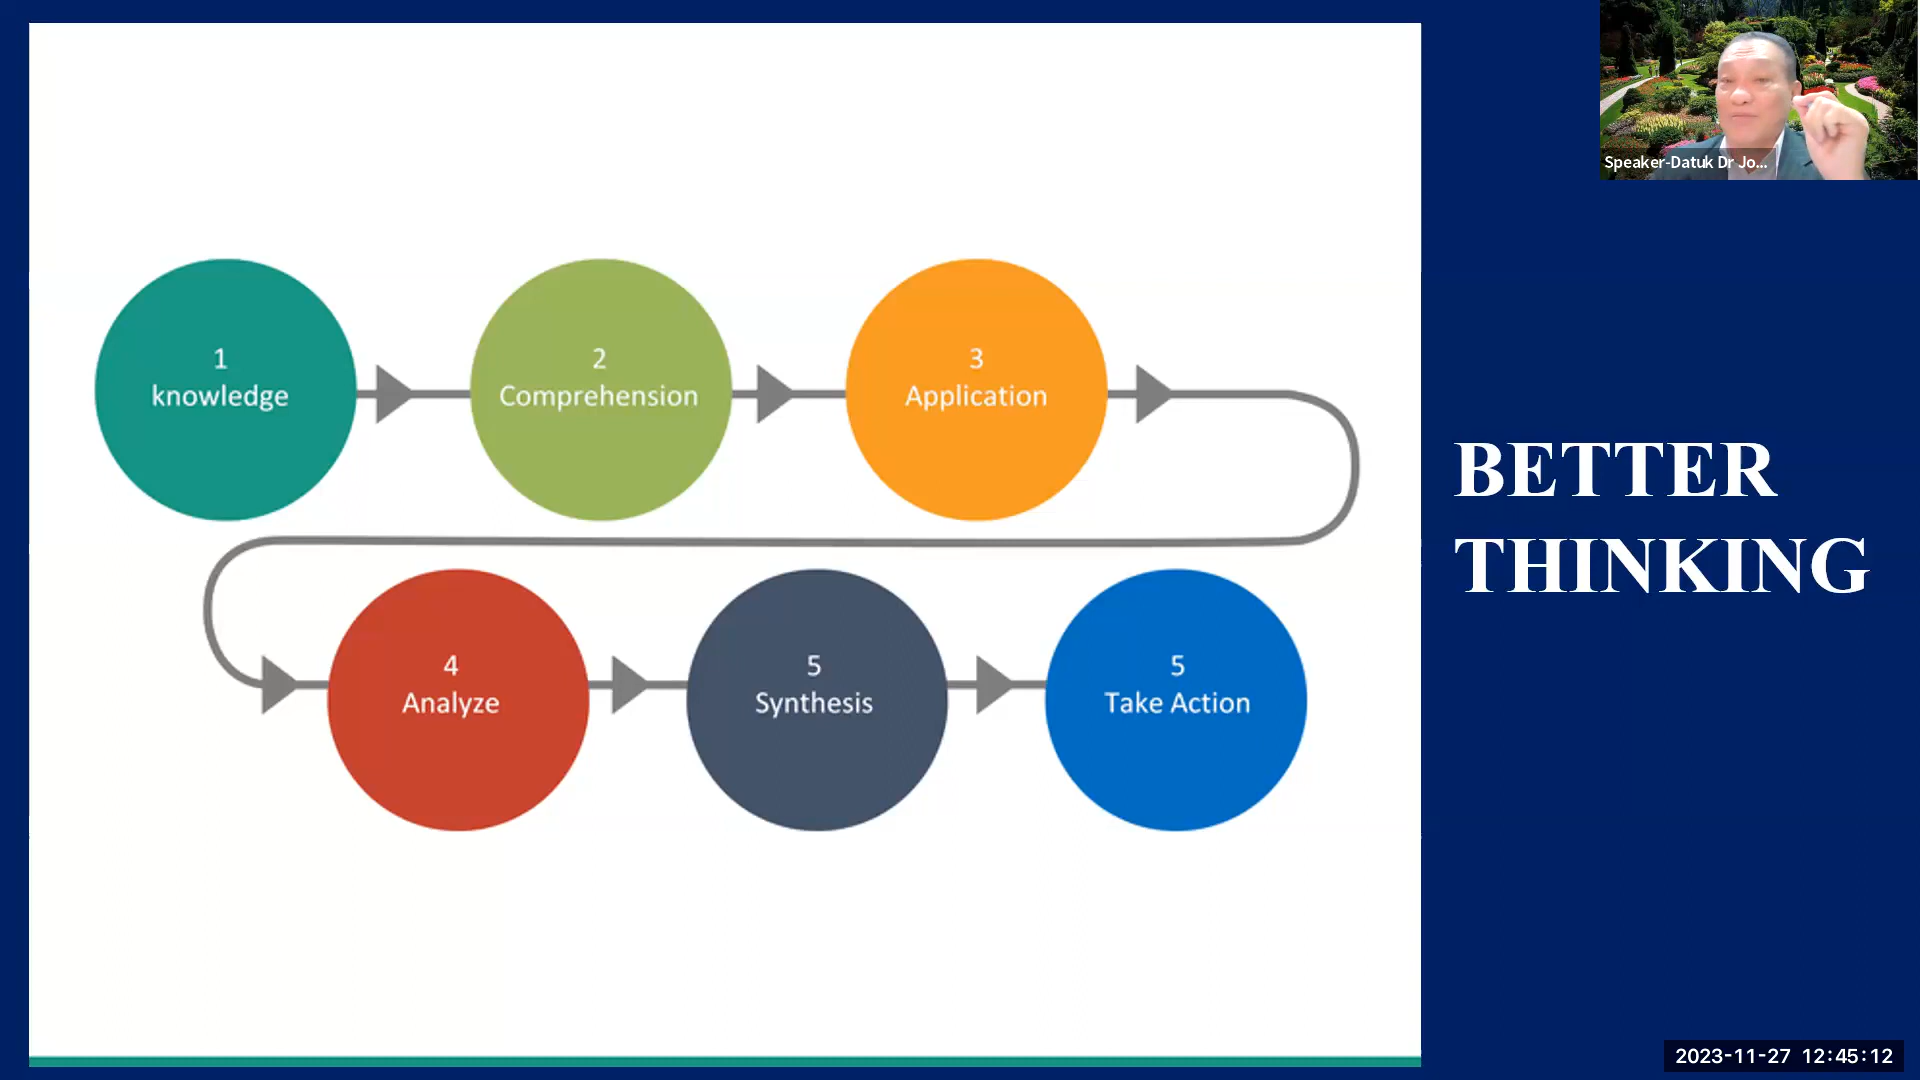 1
knowledge
2
Comprehension
3
Application
4
Analyze
5
Synthesis
5
Take Action
BETTER
THINKING
Speaker-Datuk Dr Jo...
2023-11-27 12:45:12